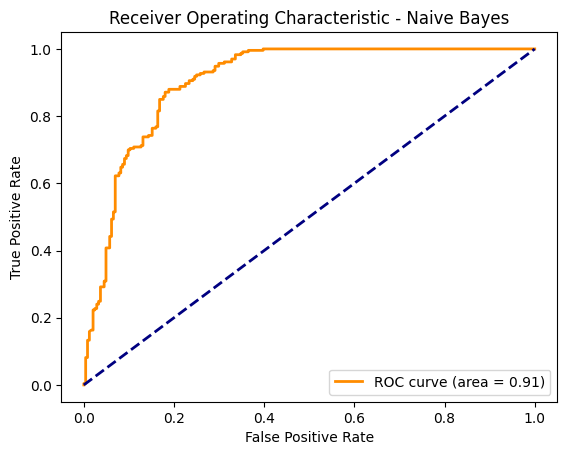 Receiver Operating Characteristic - Naive Bayes
1.0
0.8
0.6
0.4
0.2
0.0
True Positive Rate
ROC curve (area = 0.91)
0.0 0.2 0.4 0.6 0.8 1.0
False Positive Rate